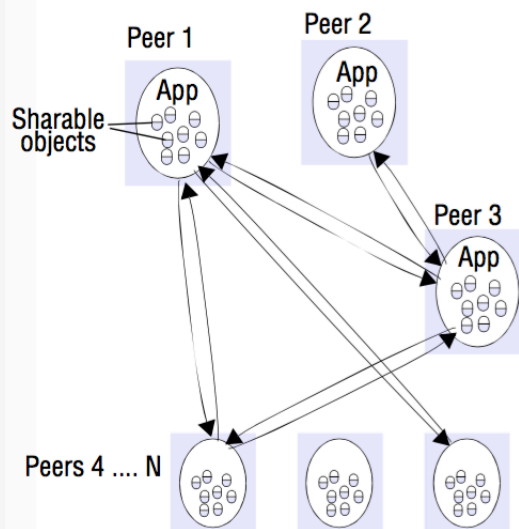 Peer 1
Peer 2
App
App
Sharable
objects
Peer 3
App
Peers 4 .... N